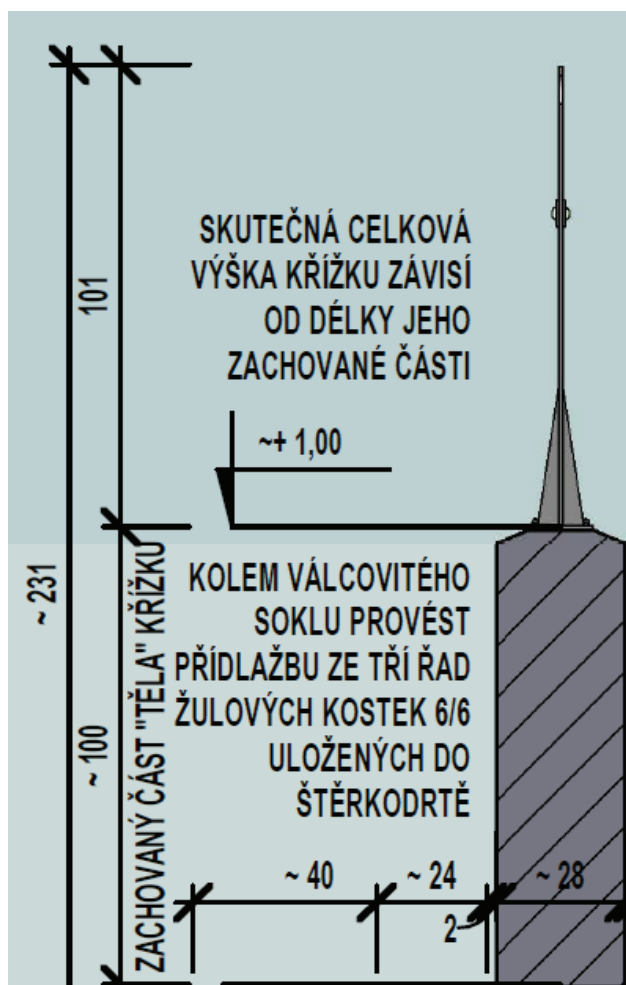 SKUTEČNÁ CELKOVÁ
VÝŠKA KŘÍŽKU ZÁVISÍ
OD DÉLKY JEHO
ZACHOVANÉ ČÁSTI
101
~+ 1,00
~ 231
~ 100
ZACHOVANÝ ČÁST "TĚLA" KŘÍŽKU
KOLEM VÁLCOVITÉHO
SOKLU PROVÉST
PŘÍDLAŽBU ZE TŘÍ ŘAD
ŽULOVÝCH KOSTEK 6/6
ULOŽENÝCH DO
ŠTĚRKODRTĚ
~ 40
~ 24
~ 28
2